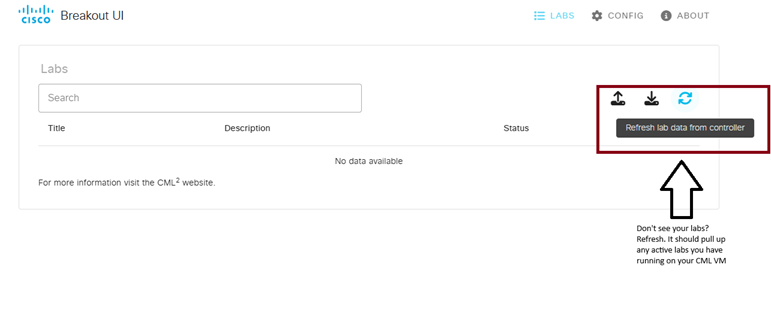 CISCO Breakout UI LABS CONFIG ABOUT
Labs
Search
Refresh lab data from controller
Title Description Status
No data available
For more information visit the CML2 website.
Don't see your labs?
Refresh. It should pull up
any active labs you have
running on your CML VM